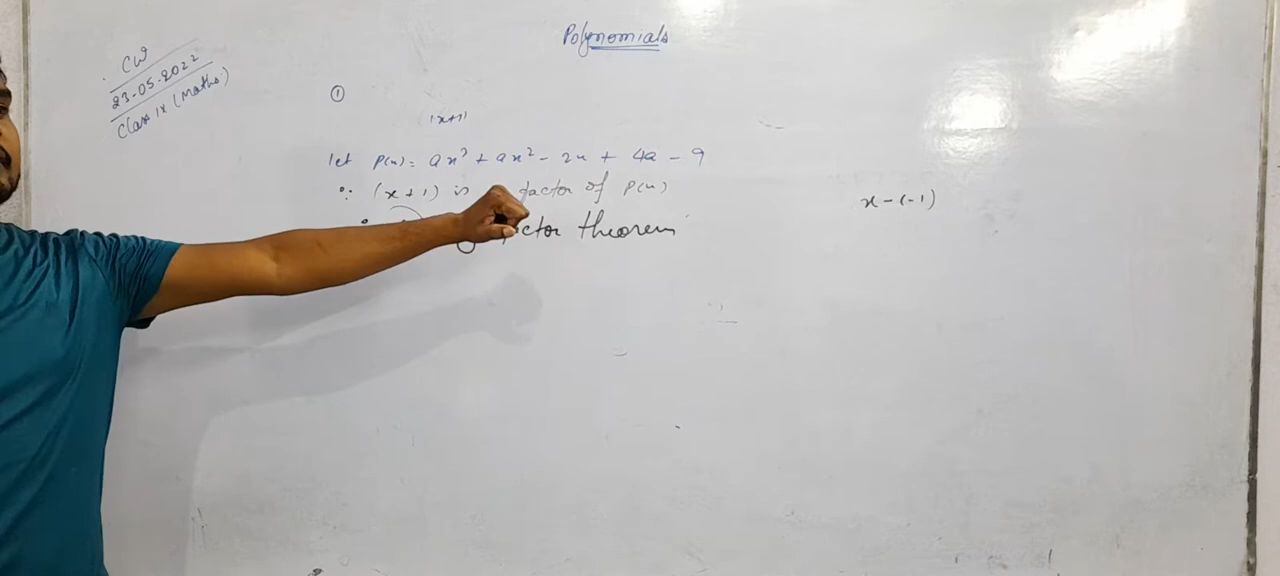 Polynomials
CW
23-05-2022
Class IX (Maths.)
①
(x+1)
let p(x) = ax³ + ax² - 2x + 4a - 9
∵ (x + 1) is factor of p(x)
x - (-1)
theorem